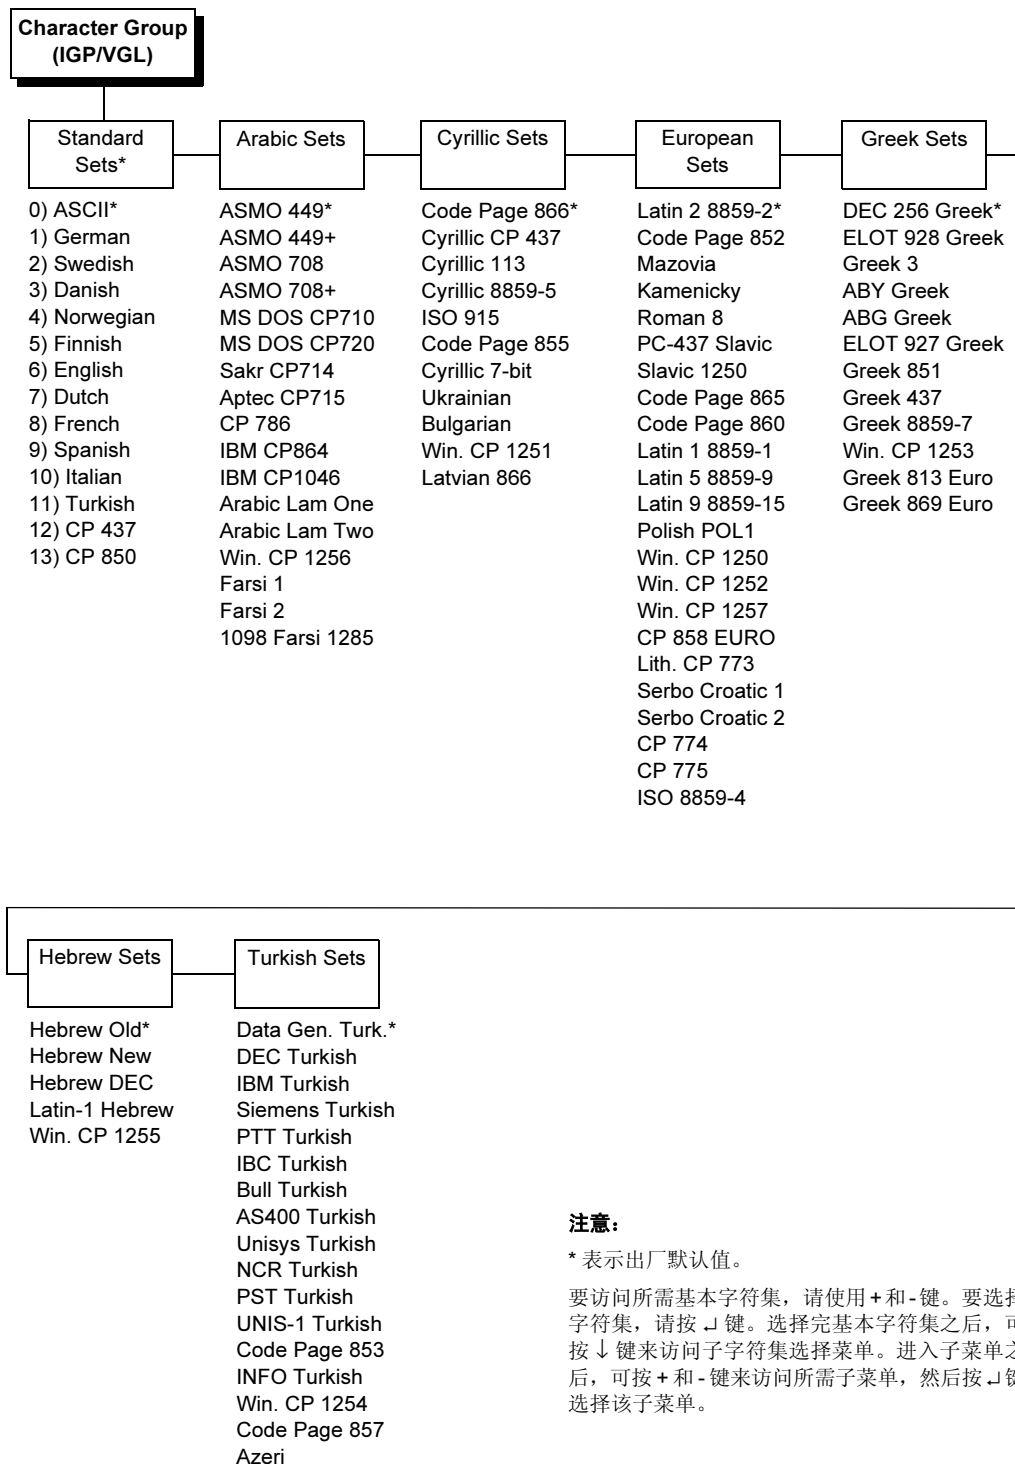 Character Group
(IGP/VGL)
Standard
Sets*
0) ASCII*
1) German
2) Swedish
3) Danish
4) Norwegian
5) Finnish
6) English
7) Dutch
8) French
9) Spanish
10) Italian
11) Turkish
12) CP 437
13) CP 850
Arabic Sets
ASMO 449*
ASMO 449+
ASMO 708
ASMO 708+
MS DOS CP710
MS DOS CP720
Sakr CP714
Aptec CP715
CP 786
IBM CP864
IBM CP1046
Arabic Lam One
Arabic Lam Two
Win. CP 1256
Farsi 1
Farsi 2
1098 Farsi 1285
Cyrillic Sets
Code Page 866*
Cyrillic CP 437
Cyrillic 113
Cyrillic 8859-5
ISO 915
Code Page 855
Cyrillic 7-bit
Ukrainian
Bulgarian
Win. CP 1251
Latvian 866
European
Sets
Latin 2 8859-2*
Code Page 852
Mazovia
Kamenicky
Roman 8
PC-437 Slavic
Slavic 1250
Code Page 865
Code Page 860
Latin 1 8859-1
Latin 5 8859-9
Latin 9 8859-15
Polish POL1
Win. CP 1250
Win. CP 1252
Win. CP 1257
CP 858 EURO
Lith. CP 773
Serbo Croatic 1
Serbo Croatic 2
CP 774
CP 775
ISO 8859-4
Greek Sets
DEC 256 Greek*
ELOT 928 Greek
Greek 3
ABY Greek
ABG Greek
ELOT 927 Greek
Greek 851
Greek 437
Greek 8859-7
Win. CP 1253
Greek 813 Euro
Greek 869 Euro
Hebrew Sets
Hebrew Old*
Hebrew New
Hebrew DEC
Latin-1 Hebrew
Win. CP 1255
Turkish Sets
Data Gen. Turk.*
DEC Turkish
IBM Turkish
Siemens Turkish
PTT Turkish
IBC Turkish
Bull Turkish
AS400 Turkish
Unisys Turkish
NCR Turkish
PST Turkish
UNIS-1 Turkish
Code Page 853
INFO Turkish
Win. CP 1254
Code Page 857
Azeri
注意：
* 表示出厂默认值。
要访问所需基本字符集，请使用 + 和 - 键。要选择
字符集，请按 ↵ 键。选择完基本字符集之后，可
按 ↓ 键来访问子字符集选择菜单。进入子菜单之
后，可按 + 和 - 键来访问所需子菜单，然后按 ↵ 键
选择该子菜单。